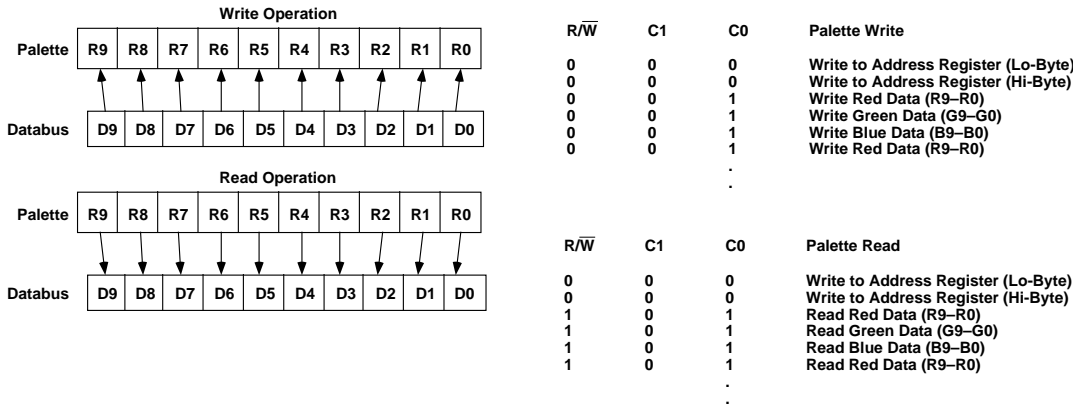 Write Operation
Palette R9 R8 R7 R6 R5 R4 R3 R2 R1 R0
Databus D9 D8 D7 D6 D5 D4 D3 D2 D1 D0
Read Operation
Palette R9 R8 R7 R6 R5 R4 R3 R2 R1 R0
Databus D9 D8 D7 D6 D5 D4 D3 D2 D1 D0
R/W̅ C1 C0 Palette Write
0 0 0 Write to Address Register (Lo-Byte)
0 0 0 Write to Address Register (Hi-Byte)
0 0 1 Write Red Data (R9–R0)
0 0 1 Write Green Data (G9–G0)
0 0 1 Write Blue Data (B9–B0)
0 0 1 Write Red Data (R9–R0)
.
.
R/W̅ C1 C0 Palette Read
0 0 0 Write to Address Register (Lo-Byte)
0 0 0 Write to Address Register (Hi-Byte)
1 0 1 Read Red Data (R9–R0)
1 0 1 Read Green Data (G9–G0)
1 0 1 Read Blue Data (B9–B0)
1 0 1 Read Red Data (R9–R0)
.
.